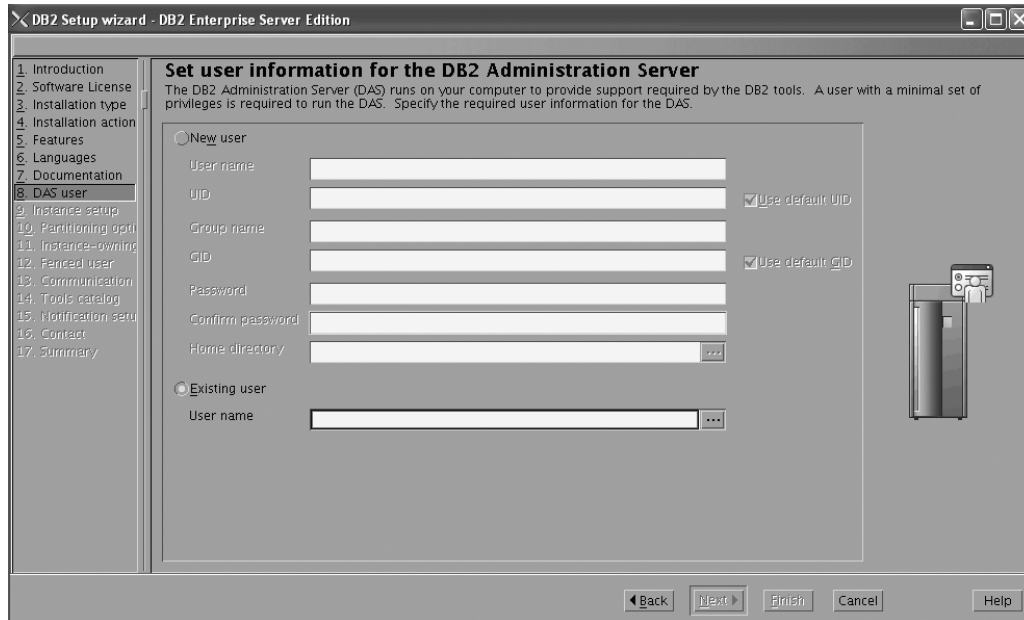 DB2 Setup wizard - DB2 Enterprise Server Edition
1. Introduction
2. Software License
3. Installation type
4. Installation action
5. Features
6. Languages
7. Documentation
8. DAS user
9. Instance setup
10. Partitioning opti
11. Instance-owning
12. Fenced user
13. Communication
14. Tools catalog
15. Notification setu
16. Contact
17. Summary
Set user information for the DB2 Administration Server
The DB2 Administration Server (DAS) runs on your computer to provide support required by the DB2 tools. A user with a minimal set of
privileges is required to run the DAS. Specify the required user information for the DAS.
New user
User name
UID
Use default UID
Group name
GID
Use default GID
Password
Confirm password
Home directory
...
Existing user
User name
...
Back
Next
Finish
Cancel
Help